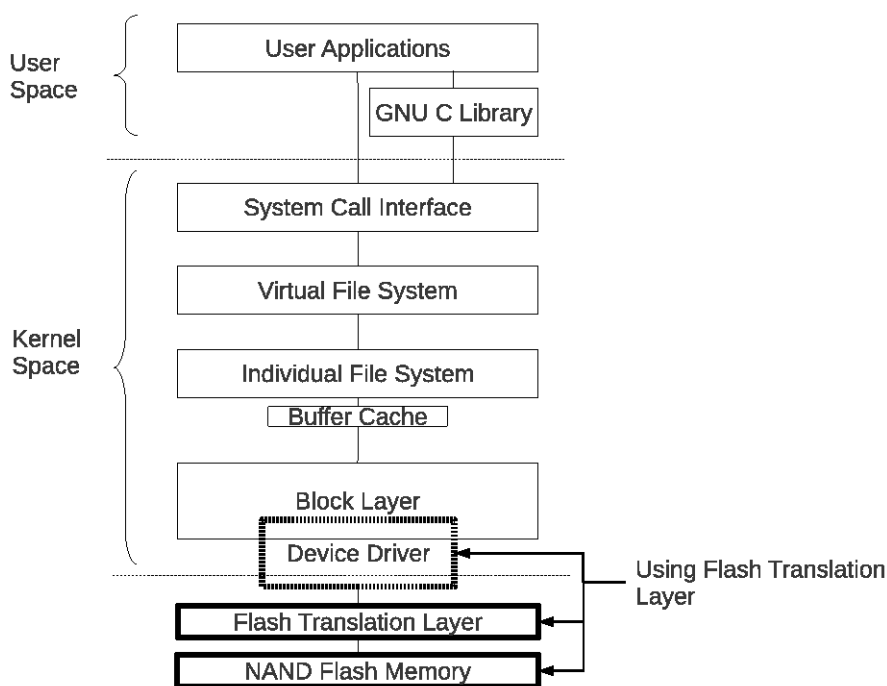 User Applications
User
Space
GNU C Library
System Call Interface
Virtual File System
Kernel
Space
Individual File System
Buffer Cache
Block Layer
Device Driver
Using Flash Translation
Layer
Flash Translation Layer
NAND Flash Memory